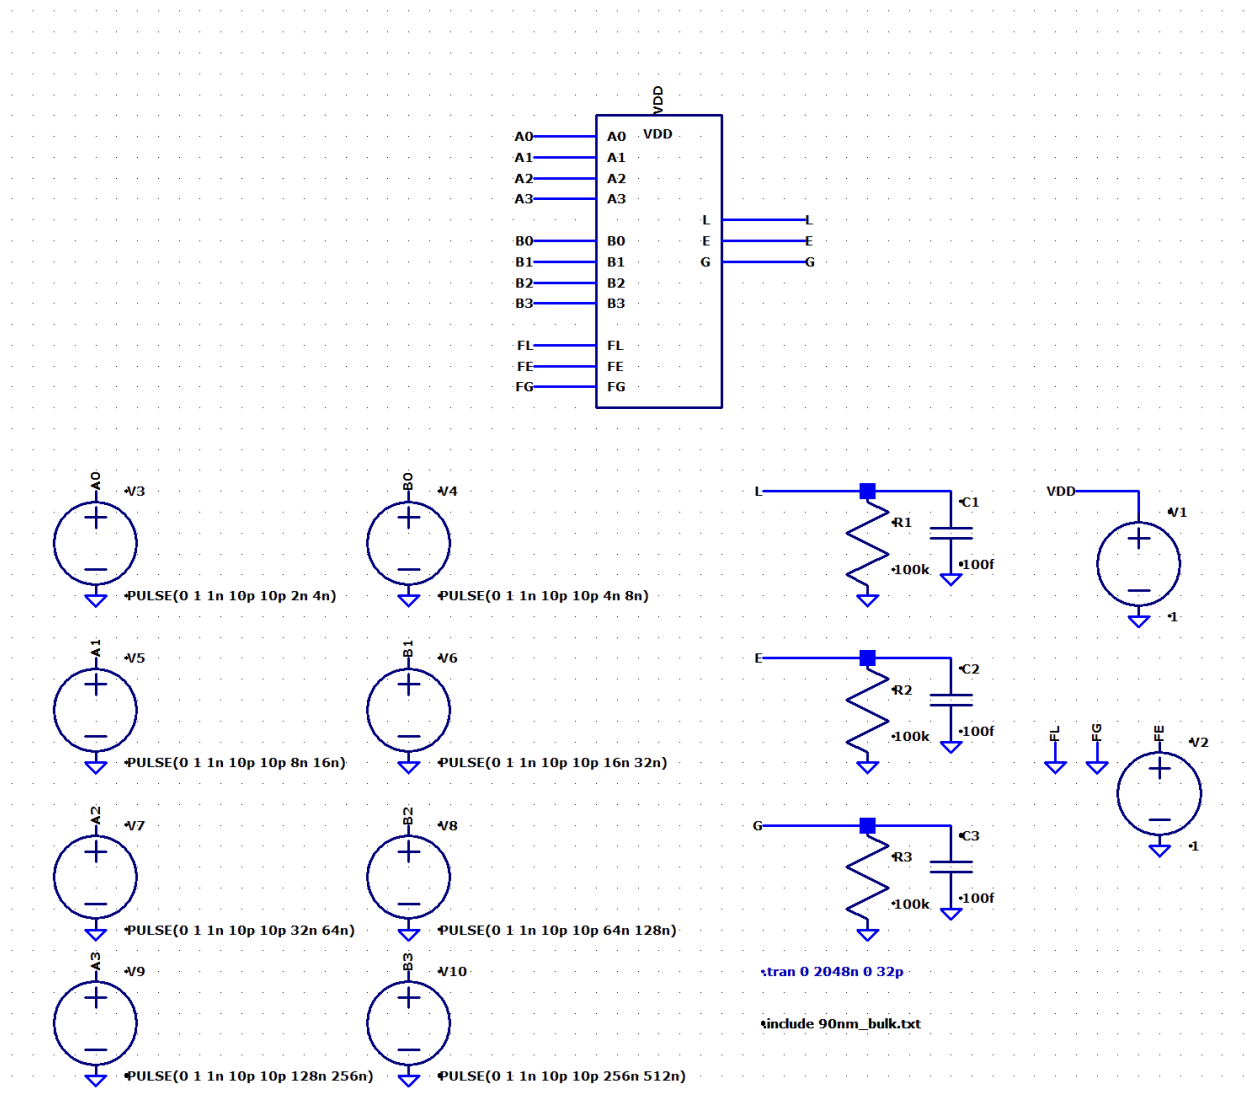 VDD
VDD
A0 A0
A1 A1
A2 A2
A3 A3
L L
B0 B0 E E
B1 B1 G G
B2 B2
B3 B3
FL FL
FE FE
FG FG
A0 V3
PULSE(0 1 1n 10p 10p 2n 4n)
B0 V4
PULSE(0 1 1n 10p 10p 4n 8n)
L
R1
100k
C1
100f
VDD
V1
1
A1 V5
PULSE(0 1 1n 10p 10p 8n 16n)
B1 V6
PULSE(0 1 1n 10p 10p 16n 32n)
E
R2
100k
C2
100f
FL
FG
FE V2
1
A2 V7
PULSE(0 1 1n 10p 10p 32n 64n)
B2 V8
PULSE(0 1 1n 10p 10p 64n 128n)
G
R3
100k
C3
100f
A3 V9
PULSE(0 1 1n 10p 10p 128n 256n)
B3 V10
PULSE(0 1 1n 10p 10p 256n 512n)
.tran 0 2048n 0 32p
.include 90nm_bulk.txt